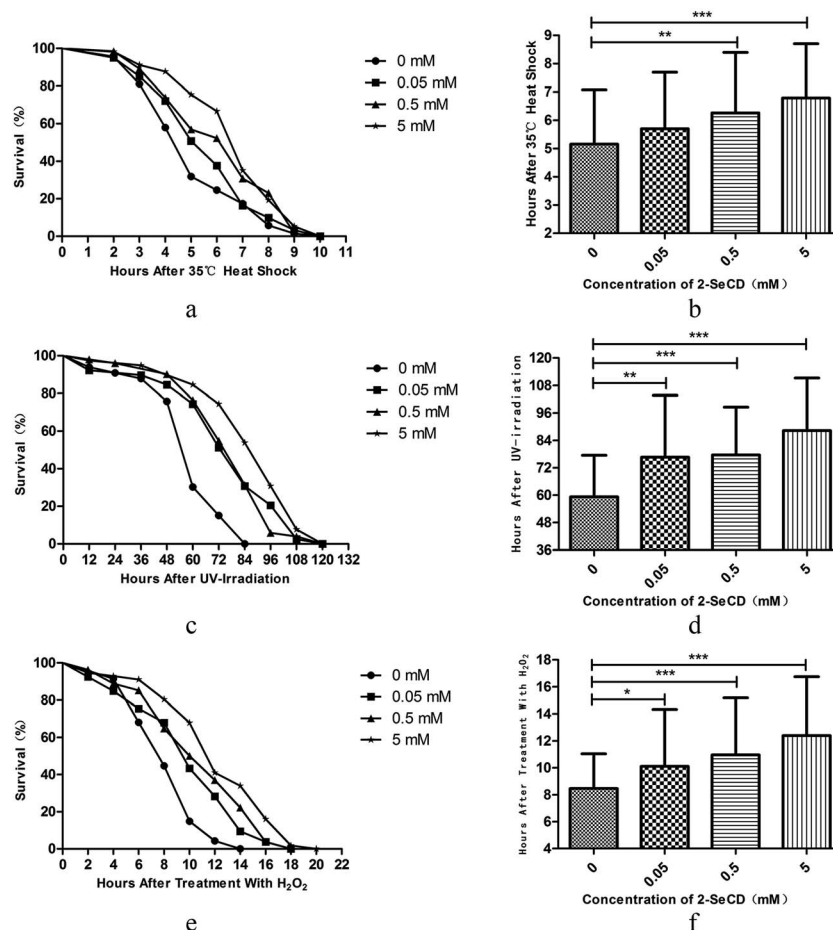 100
80
60
40
20
0
Survival (%)
0 1 2 3 4 5 6 7 8 9 10 11
Hours After 35℃ Heat Shock
0 mM
0.05 mM
0.5 mM
5 mM
a
***
**
9
8
7
6
5
4
3
2
Hours After 35℃ Heat Shock
0 0.05 0.5 5
Concentration of 2-SeCD (mM)
b
100
80
60
40
20
0
Survival (%)
0 12 24 36 48 60 72 84 96 108 120 132
Hours After UV-Irradiation
0 mM
0.05 mM
0.5 mM
5 mM
c
***
***
**
120
108
96
84
72
60
48
36
Hours After UV-irradiation
0 0.05 0.5 5
Concentration of 2-SeCD (mM)
d
100
80
60
40
20
0
Survival (%)
0 2 4 6 8 10 12 14 16 18 20 22
Hours After Treatment With H₂O₂
0 mM
0.05 mM
0.5 mM
5 mM
e
***
***
*
18
16
14
12
10
8
6
4
Hours After Treatment With H₂O₂
0 0.05 0.5 5
Concentration of 2-SeCD (mM)
f